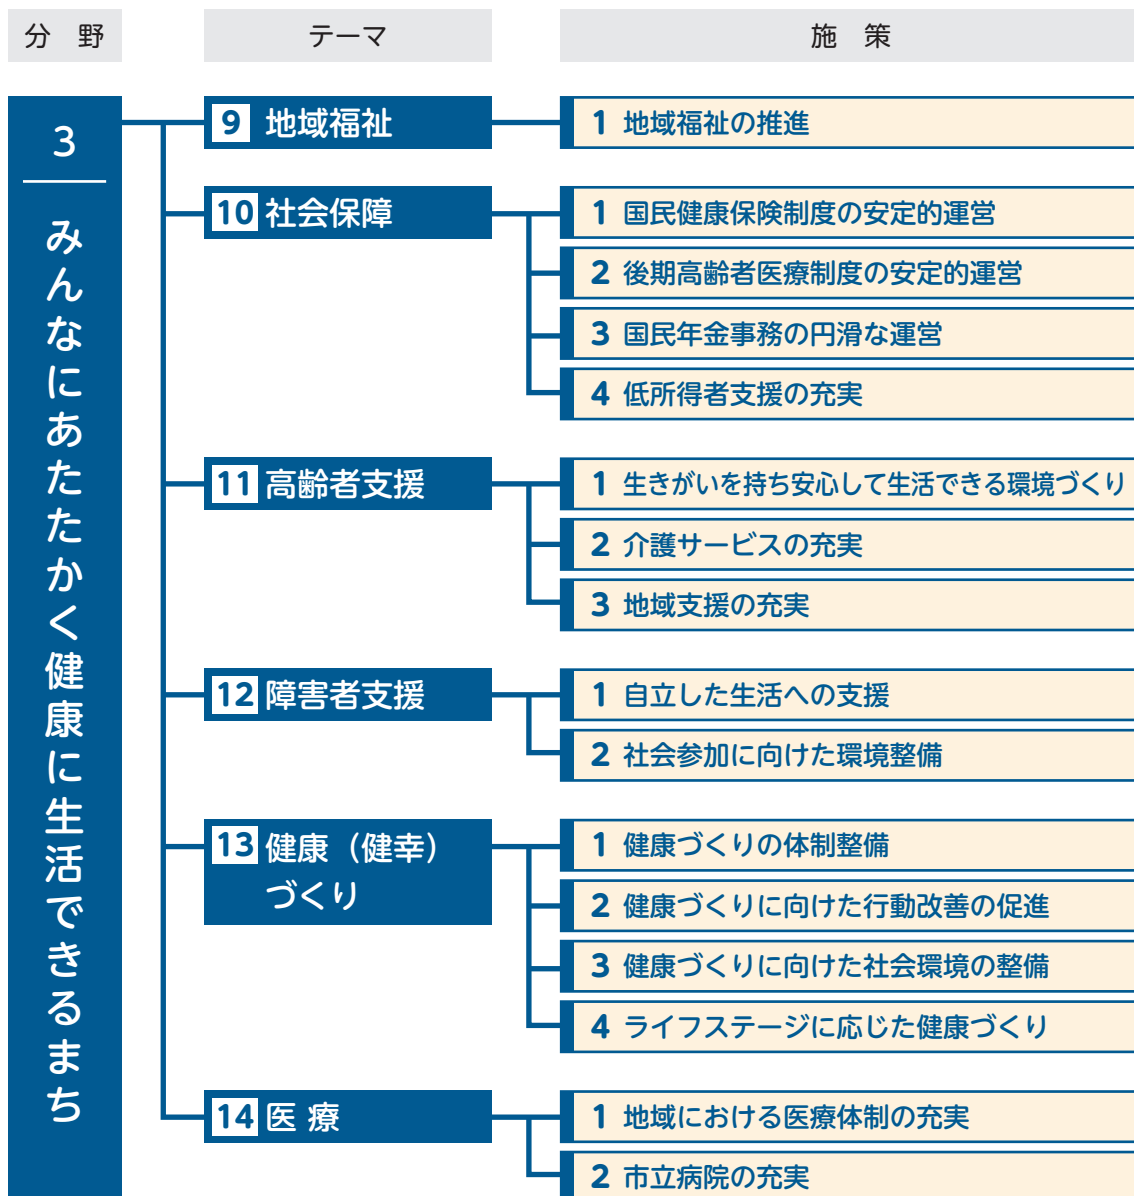 分　野
テーマ
施　策
3
みんなにあたたかく健康に生活できるまち
9 地域福祉
1 地域福祉の推進
10 社会保障
1 国民健康保険制度の安定的運営
2 後期高齢者医療制度の安定的運営
3 国民年金事務の円滑な運営
4 低所得者支援の充実
11 高齢者支援
1 生きがいを持ち安心して生活できる環境づくり
2 介護サービスの充実
3 地域支援の充実
12 障害者支援
1 自立した生活への支援
2 社会参加に向けた環境整備
13 健康（健幸）
づくり
1 健康づくりの体制整備
2 健康づくりに向けた行動改善の促進
3 健康づくりに向けた社会環境の整備
4 ライフステージに応じた健康づくり
14 医 療
1 地域における医療体制の充実
2 市立病院の充実